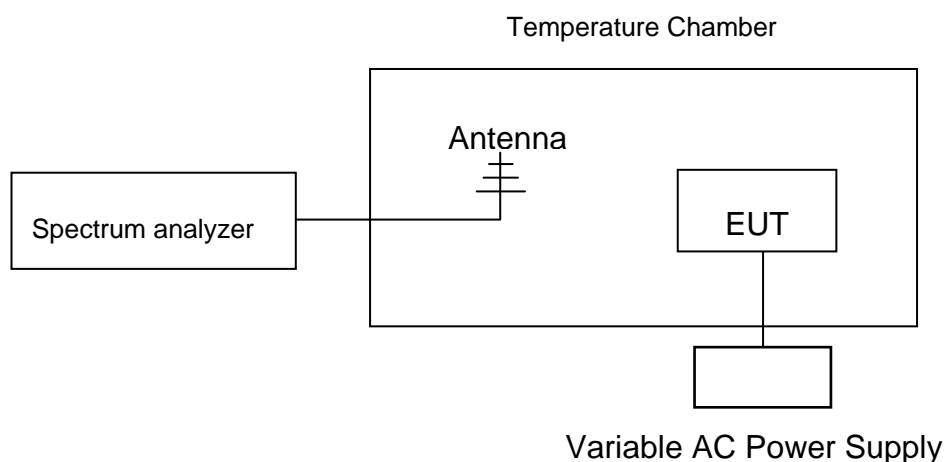 Temperature Chamber
Antenna
Spectrum analyzer
EUT
Variable AC Power Supply